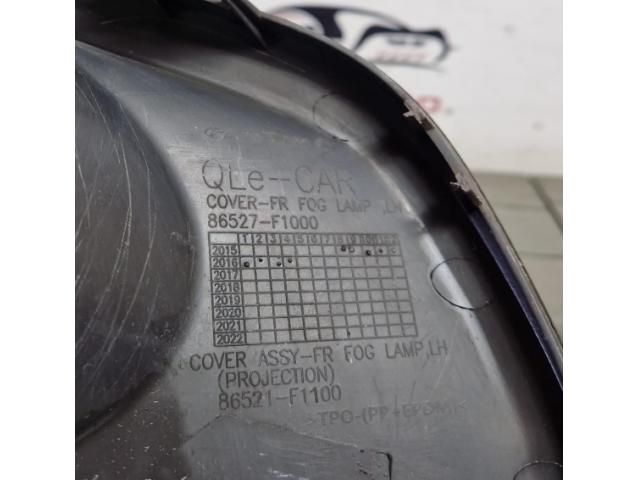 QLe--CAR
COVER-FR FOG LAMP ,LH
86527-F1000
1 2 3 4 5 6 7 8 9 10 11 12
2015
2016
2017
2018
2019
2020
2021
2022
COVER ASSY-FR FOG LAMP,LH
(PROJECTION)
86521-F1100
>TPO-(PP+EPDM)<